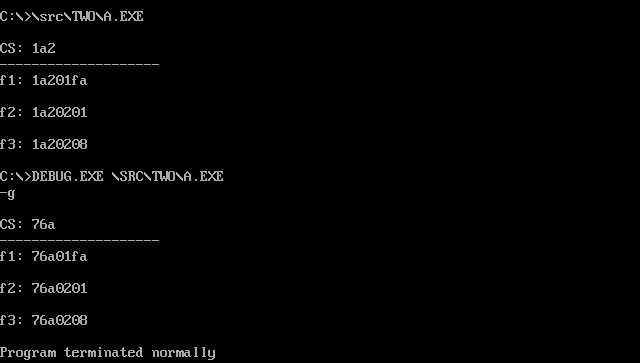 C:\>\src\TWO\A.EXE
CS: 1a2
--------------------
f1: 1a201fa
f2: 1a20201
f3: 1a20208
C:\>DEBUG.EXE \SRC\TWO\A.EXE
-g
CS: 76a
--------------------
f1: 76a01fa
f2: 76a0201
f3: 76a0208
Program terminated normally